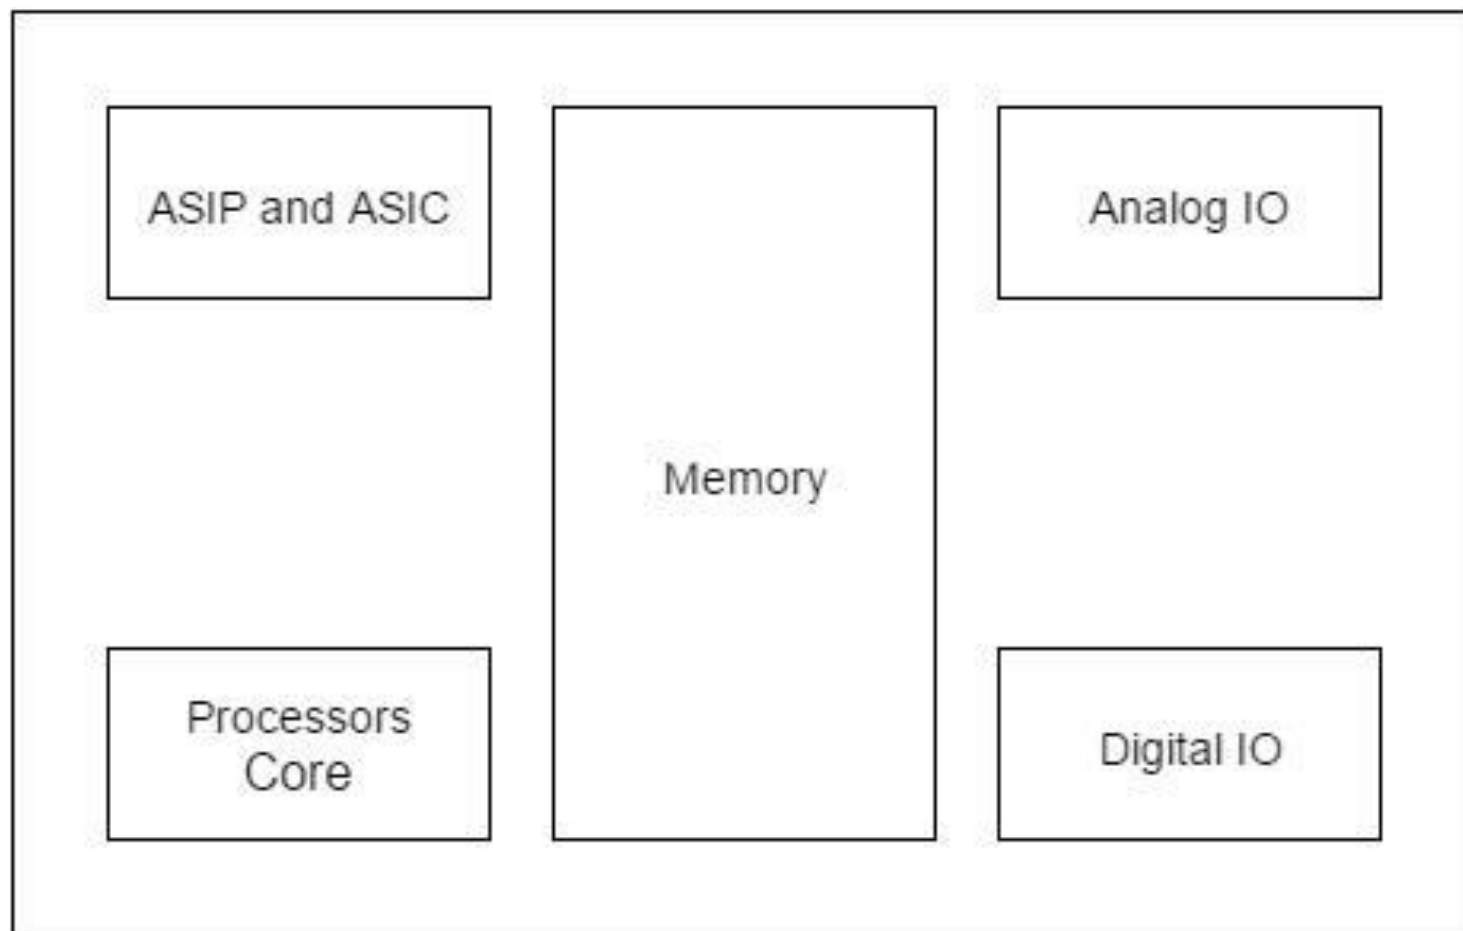 ASIP and ASIC
Analog IO
Memory
Processors
Core
Digital IO